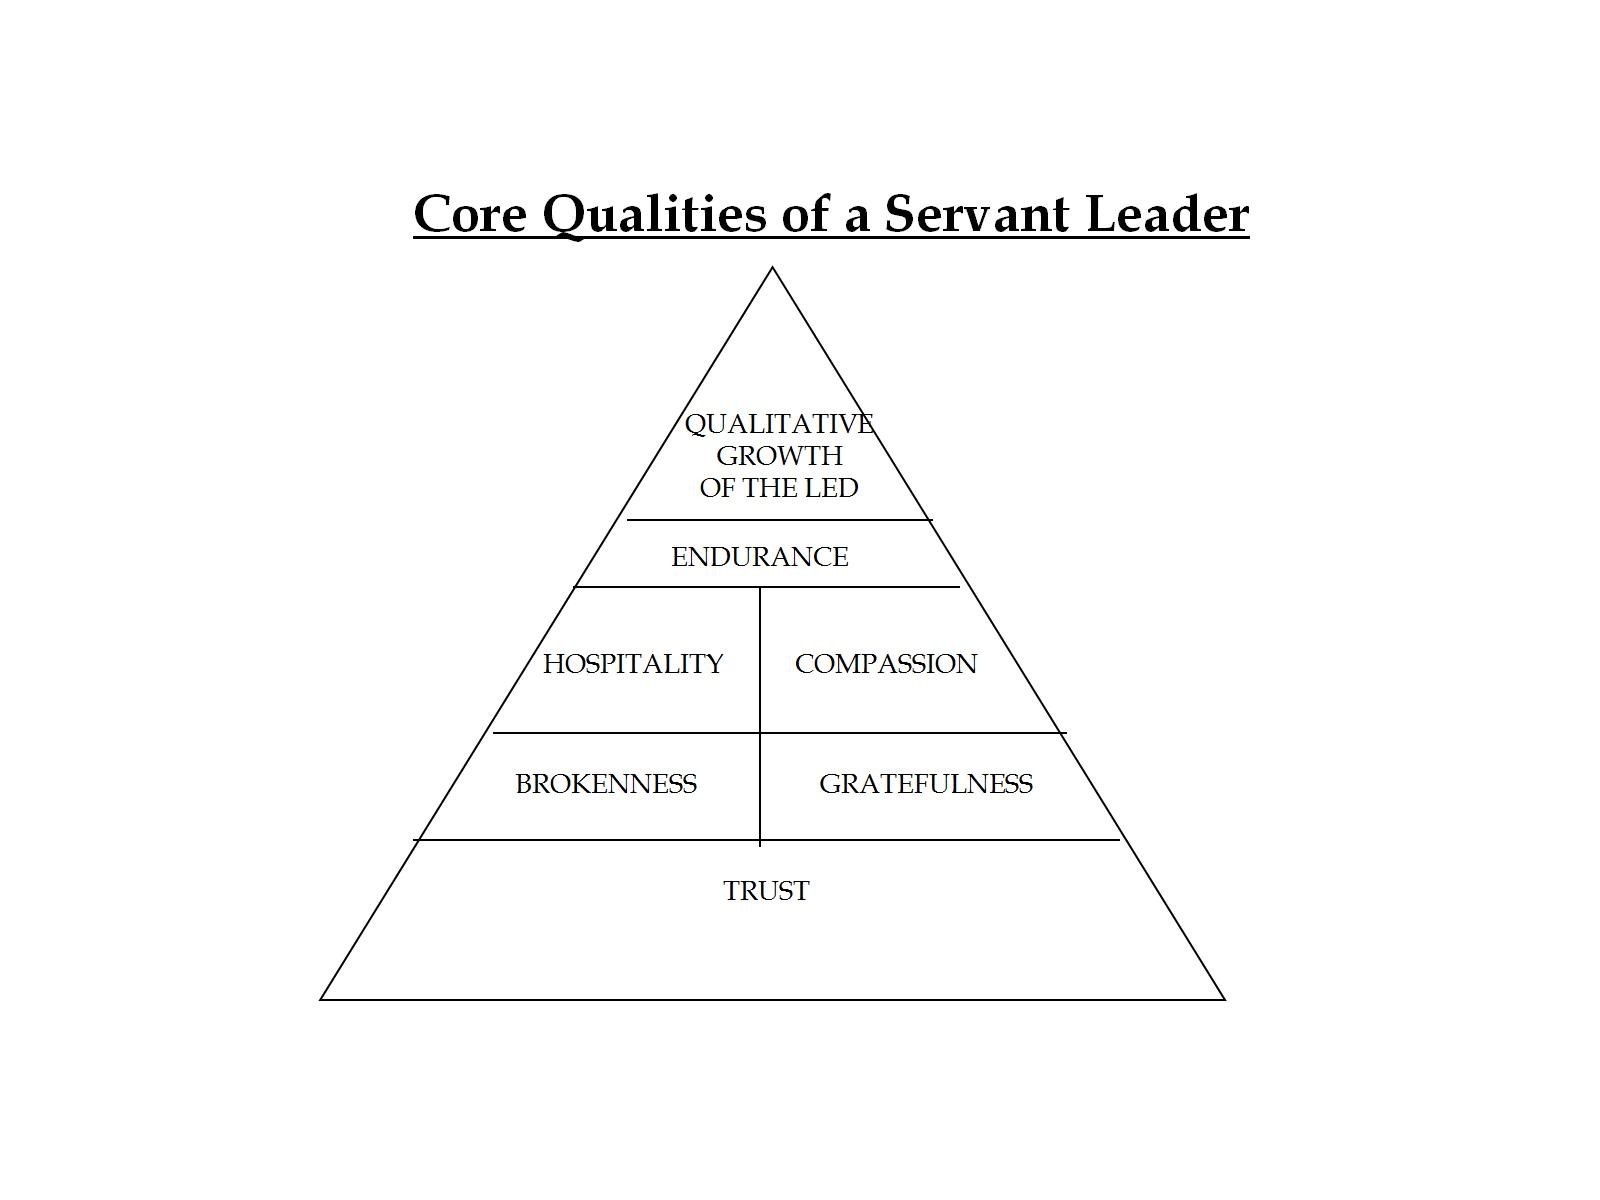 Core Qualities of a Servant Leader
QUALITATIVE
GROWTH
OF THE LED
ENDURANCE
HOSPITALITY
COMPASSION
BROKENNESS
GRATEFULNESS
TRUST